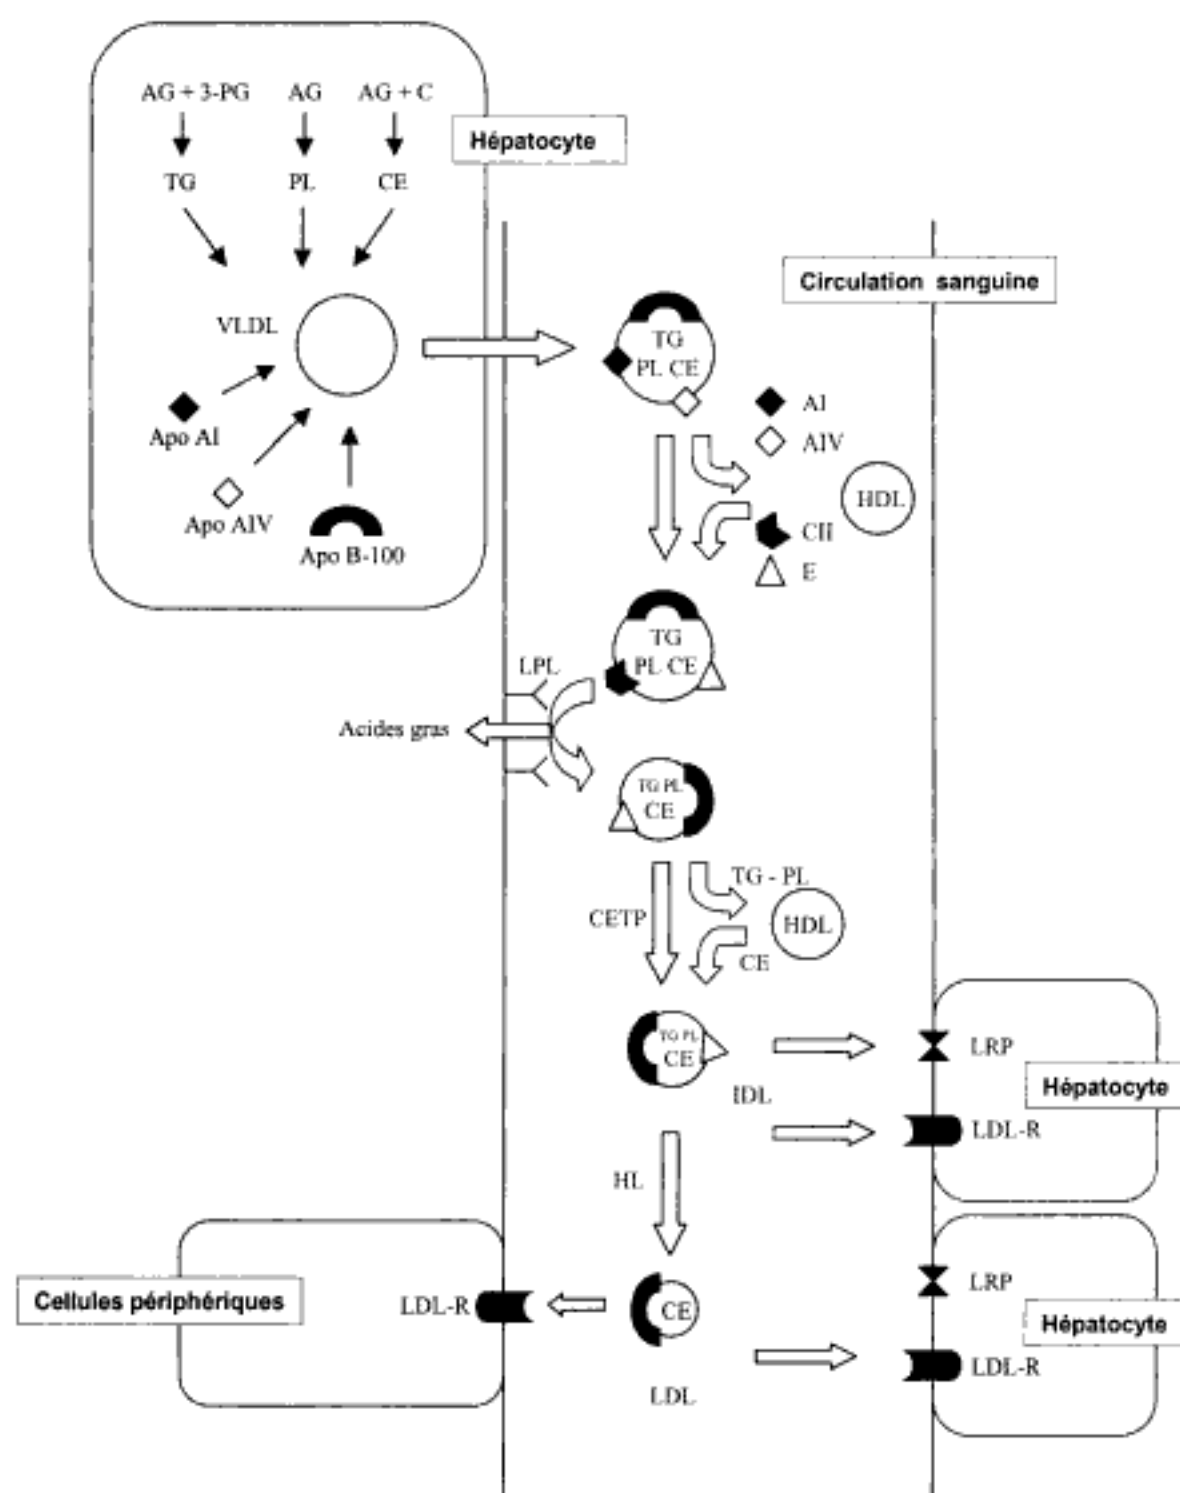 AG + 3-PG AG AG + C
Hépatocyte
TG PL CE
Circulation sanguine
VLDL
TG
PL CE
Apo AI
AI
AIV
Apo AIV
HDL
Apo B-100
CII
E
TG
PL CE
LPL
Acides gras
TG PL
CE
TG - PL
CETP
HDL
CE
TG PL
CE
LRP
IDL
Hépatocyte
LDL-R
HL
LRP
Cellules périphériques
LDL-R
CE
Hépatocyte
LDL-R
LDL